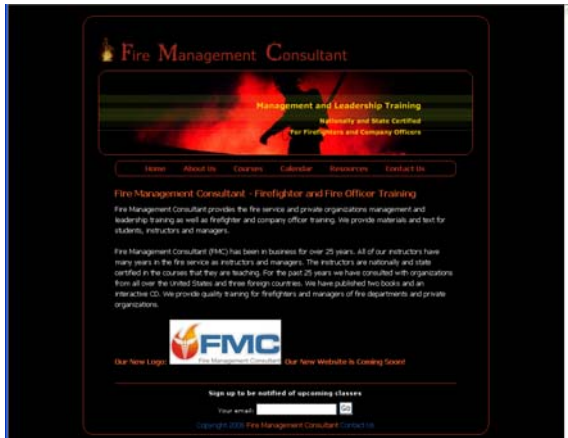 Fire Management Consultant
Management and Leadership Training
Nationally and State Certified
For Firefighters and Company Officers
Home About Us Courses Calendar Resources Contact Us
Fire Management Consultant - Firefighter and Fire Officer Training
Fire Management Consultant provides the fire service and private organizations management and
leadership training as well as firefighter and company officer training. We provide materials and text for
students, instructors and managers.
Fire Management Consultant (FMC) has been in business for over 25 years. All of our instructors have
many years in the fire service as instructors and managers. The instructors are nationally and state
certified in the courses that they are teaching. For the past 25 years we have consulted with organizations
from all over the United States and three foreign countries. We have published two books and an
interactive CD. We provide quality training for firefighters and managers of fire departments and private
organizations.
FMC
Fire Management Consultant
Our New Logo: Our New Website is Coming Soon!
Sign up to be notified of upcoming classes
Your email: Go
Copyright 2006 Fire Management Consultant Contact Us